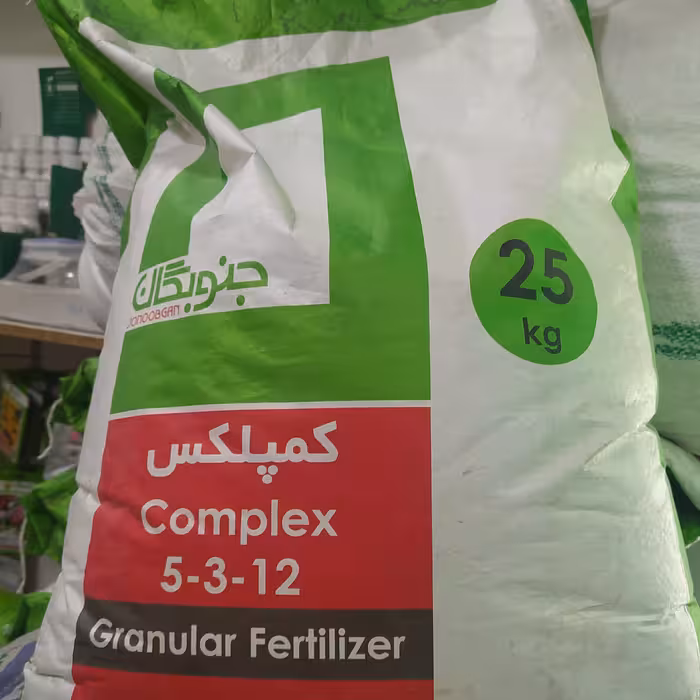 جنوبگان
JONOOBGAN
25
kg
کمپلکس
Complex
5-3-12
Granular Fertilizer